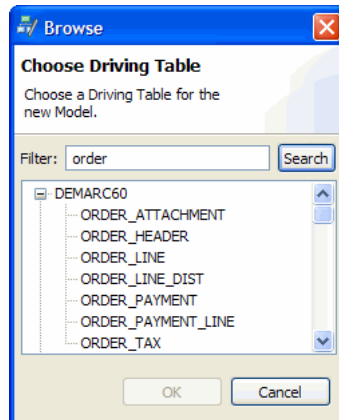 Browse
Choose Driving Table
Choose a Driving Table for the
new Model.
Filter: order Search
DEMARC60
ORDER_ATTACHMENT
ORDER_HEADER
ORDER_LINE
ORDER_LINE_DIST
ORDER_PAYMENT
ORDER_PAYMENT_LINE
ORDER_TAX
OK Cancel